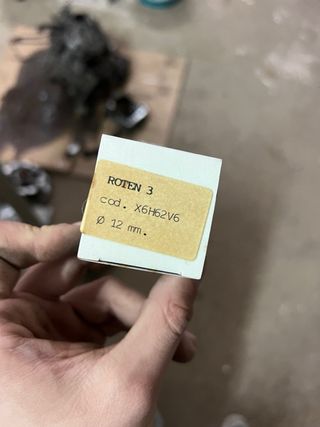 ROTEN 3
cod. X6H62V6
Ø 12 mm.